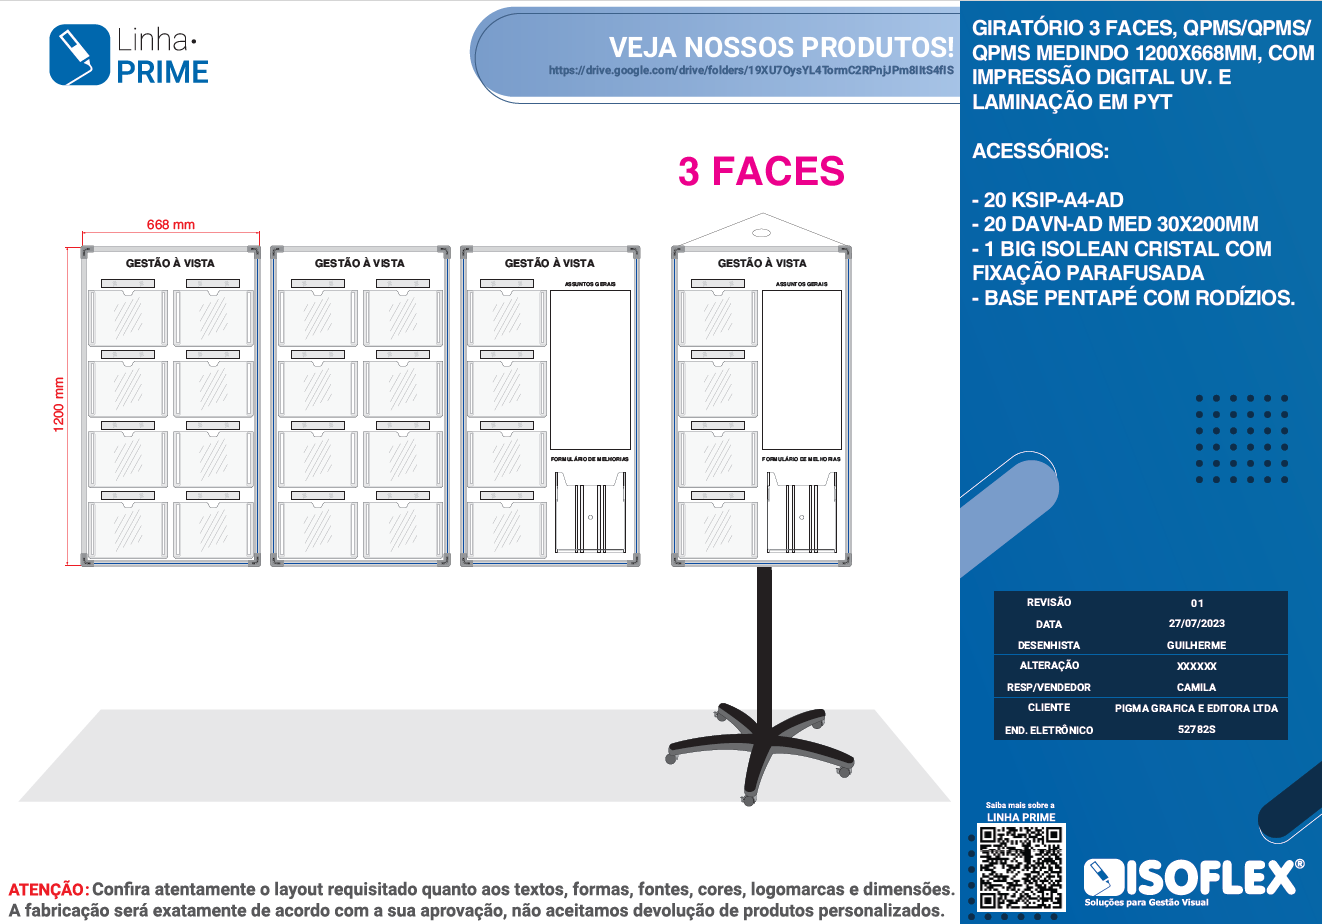 Linha
PRIME
VEJA NOSSOS PRODUTOS!
https://drive.google.com/drive/folders/19XU7OysYL4TormC2RPnjJPm8IItS4fIS
3 FACES
668 mm
1200 mm
GESTÃO À VISTA
GESTÃO À VISTA
GESTÃO À VISTA
ASSUNTOS GERAIS
FORMULÁRIO DE MELHORIAS
GESTÃO À VISTA
ASSUNTOS GERAIS
FORMULÁRIO DE MELHORIAS
GIRATÓRIO 3 FACES, QPMS/QPMS/
QPMS MEDINDO 1200X668MM, COM
IMPRESSÃO DIGITAL UV. E
LAMINAÇÃO EM PYT
ACESSÓRIOS:
- 20 KSIP-A4-AD
- 20 DAVN-AD MED 30X200MM
- 1 BIG ISOLEAN CRISTAL COM
FIXAÇÃO PARAFUSADA
- BASE PENTAPÉ COM RODÍZIOS.
REVISÃO 01
DATA 27/07/2023
DESENHISTA GUILHERME
ALTERAÇÃO XXXXXX
RESP/VENDEDOR CAMILA
CLIENTE PIGMA GRAFICA E EDITORA LTDA
END. ELETRÔNICO 52782S
Saiba mais sobre a
LINHA PRIME
ISOFLEX®
Soluções para Gestão Visual
ATENÇÃO: Confira atentamente o layout requisitado quanto aos textos, formas, fontes, cores, logomarcas e dimensões.
A fabricação será exatamente de acordo com a sua aprovação, não aceitamos devolução de produtos personalizados.